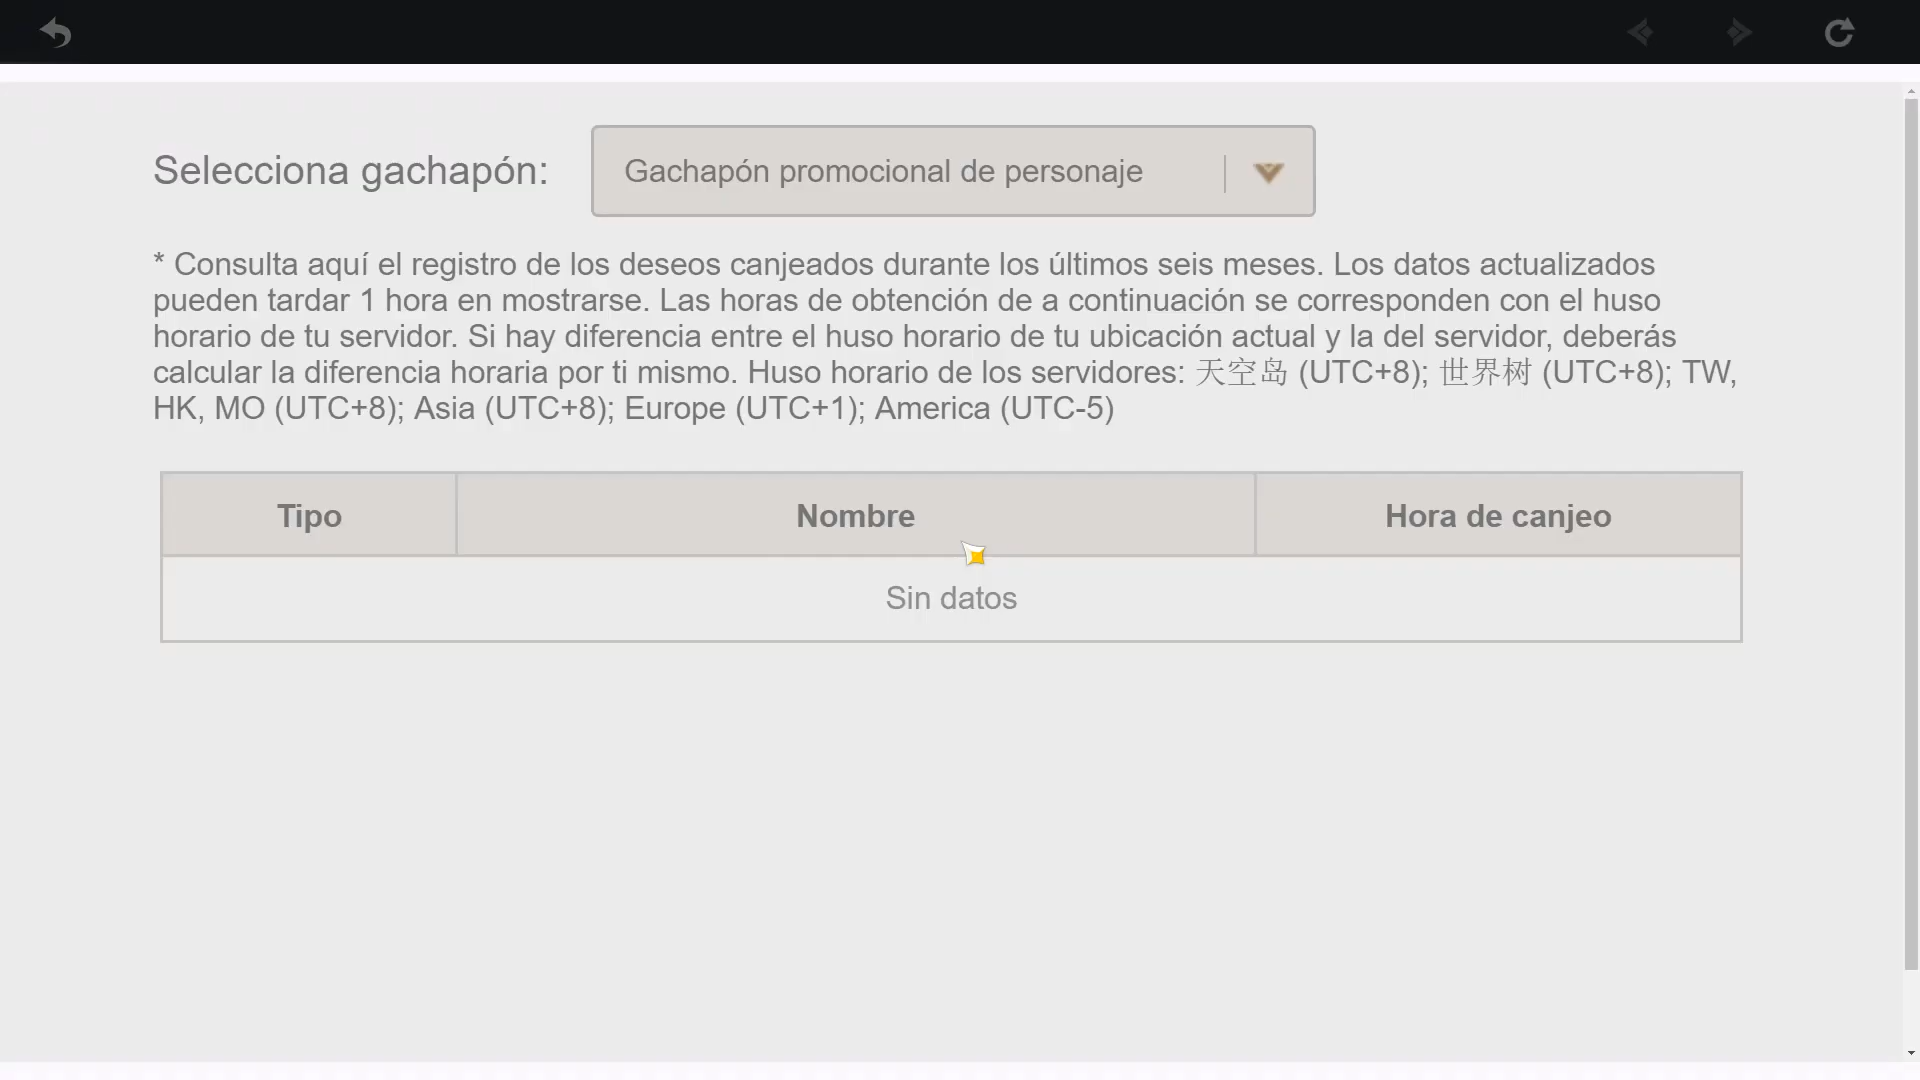 Selecciona gachapón:
Gachapón promocional de personaje
* Consulta aquí el registro de los deseos canjeados durante los últimos seis meses. Los datos actualizados
pueden tardar 1 hora en mostrarse. Las horas de obtención de a continuación se corresponden con el huso
horario de tu servidor. Si hay diferencia entre el huso horario de tu ubicación actual y la del servidor, deberás
calcular la diferencia horaria por ti mismo. Huso horario de los servidores: 天空岛 (UTC+8); 世界树 (UTC+8); TW,
HK, MO (UTC+8); Asia (UTC+8); Europe (UTC+1); America (UTC-5)
Tipo
Nombre
Hora de canjeo
Sin datos